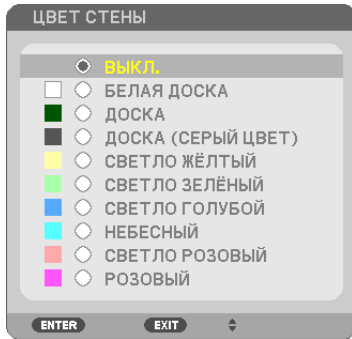 ЦВЕТ СТЕНЫ
ВЫКЛ.
БЕЛАЯ ДОСКА
ДОСКА
ДОСКА (СЕРЫЙ ЦВЕТ)
СВЕТЛО ЖЁЛТЫЙ
СВЕТЛО ЗЕЛЁНЫЙ
СВЕТЛО ГОЛУБОЙ
НЕБЕСНЫЙ
СВЕТЛО РОЗОВЫЙ
РОЗОВЫЙ
ENTER EXIT